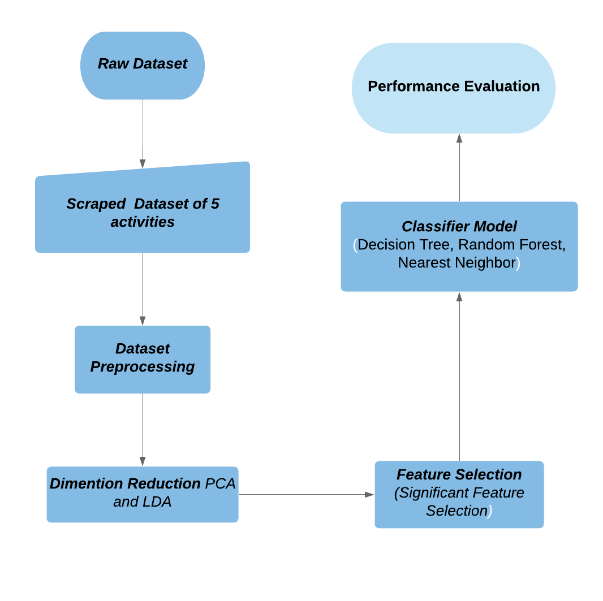 Raw Dataset
Scraped Dataset of 5
activities
Dataset
Preprocessing
Dimention Reduction PCA
and LDA
Feature Selection
(Significant Feature
Selection)
Classifier Model
(Decision Tree, Random Forest,
Nearest Neighbor)
Performance Evaluation